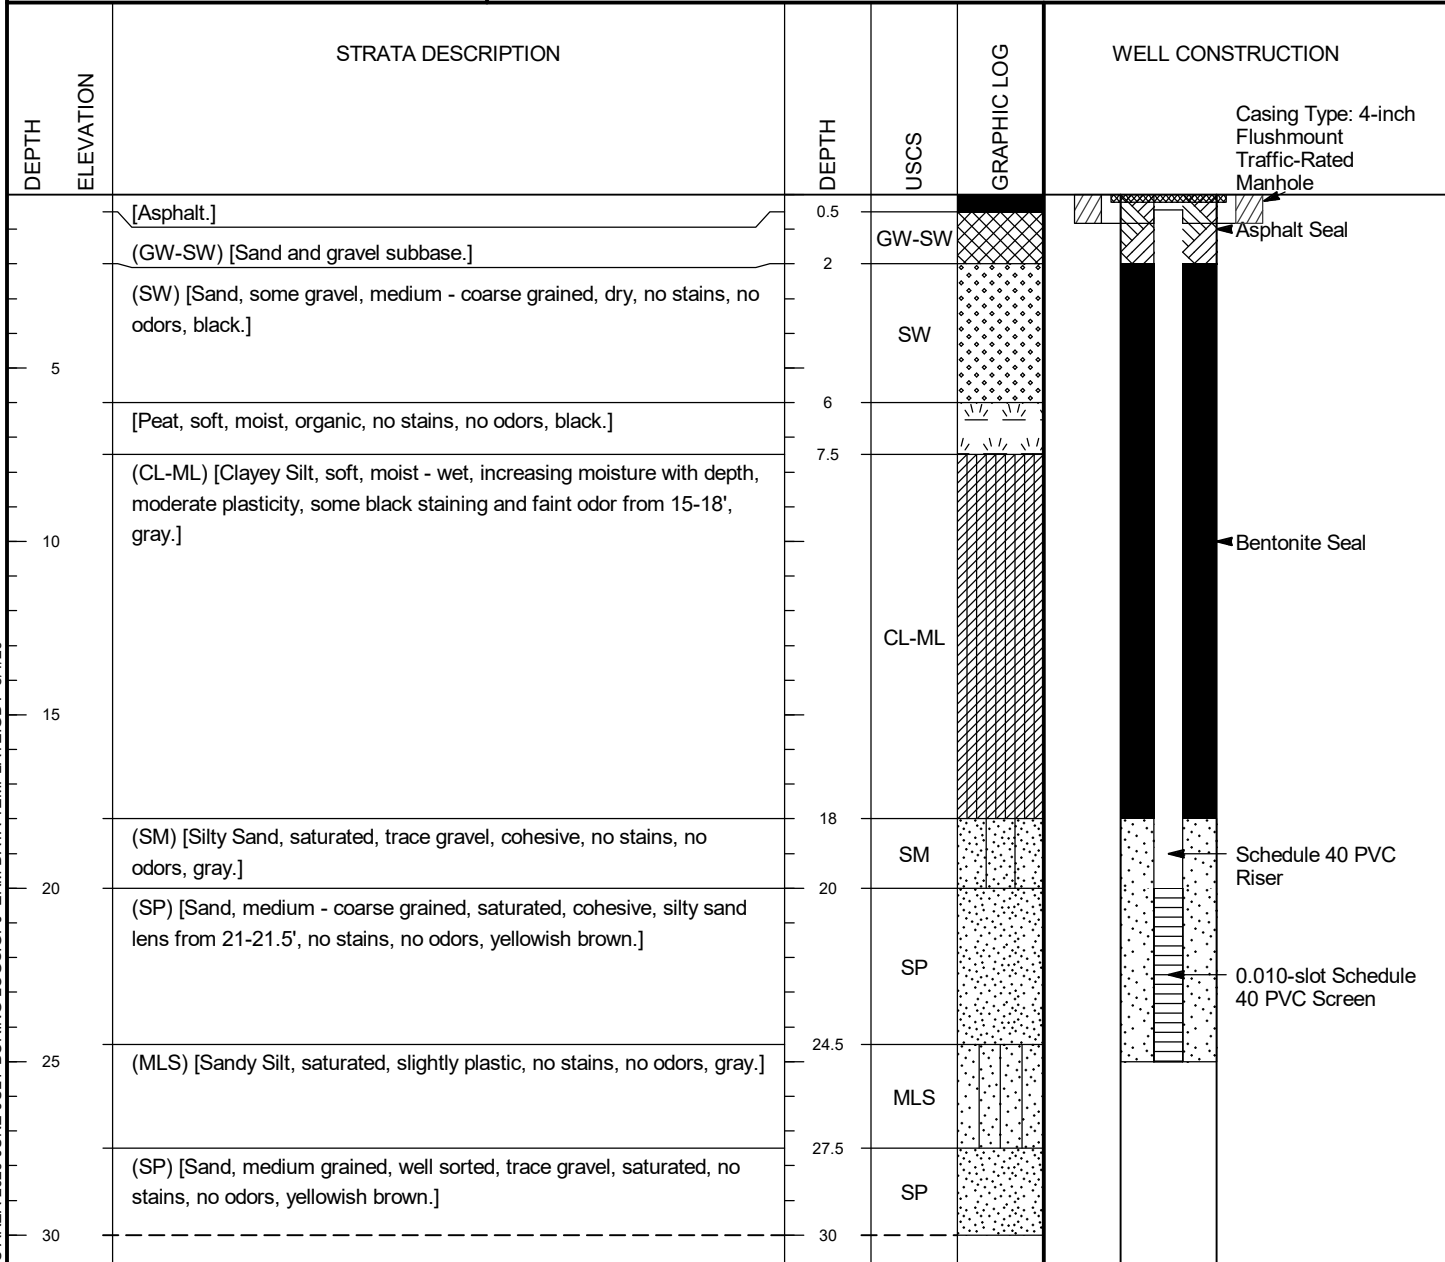 DEPTH
ELEVATION
STRATA DESCRIPTION
DEPTH
USCS
GRAPHIC LOG
WELL CONSTRUCTION
Casing Type: 4-inch
Flushmount
Traffic-Rated
Manhole
[Asphalt.]
0.5
Asphalt Seal
GW-SW
(GW-SW) [Sand and gravel subbase.]
2
(SW) [Sand, some gravel, medium - coarse grained, dry, no stains, no
odors, black.]
SW
5
6
[Peat, soft, moist, organic, no stains, no odors, black.]
7.5
(CL-ML) [Clayey Silt, soft, moist - wet, increasing moisture with depth,
moderate plasticity, some black staining and faint odor from 15-18',
gray.]
10
10
Bentonite Seal
CL-ML
15
15
18
(SM) [Silty Sand, saturated, trace gravel, cohesive, no stains, no
odors, gray.]
SM
Schedule 40 PVC
Riser
20
20
(SP) [Sand, medium - coarse grained, saturated, cohesive, silty sand
lens from 21-21.5', no stains, no odors, yellowish brown.]
SP
0.010-slot Schedule
40 PVC Screen
24.5
25
(MLS) [Sandy Silt, saturated, slightly plastic, no stains, no odors, gray.]
MLS
27.5
(SP) [Sand, medium grained, well sorted, trace gravel, saturated, no
stains, no odors, yellowish brown.]
SP
30
30